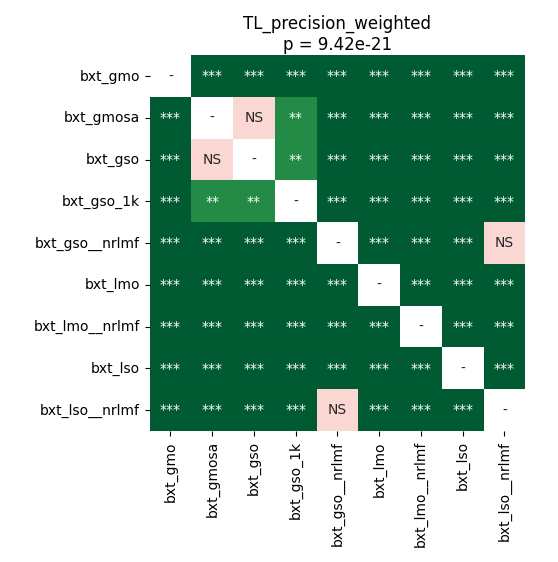 TL_precision_weighted
p = 9.42e-21
bxt_gmo - *** *** *** *** *** *** *** ***
bxt_gmosa *** - NS ** *** *** *** *** ***
bxt_gso *** NS - ** *** *** *** *** ***
bxt_gso_1k *** ** ** - *** *** *** *** ***
bxt_gso__nrlmf *** *** *** *** - *** *** *** NS
bxt_lmo *** *** *** *** *** - *** *** ***
bxt_lmo__nrlmf *** *** *** *** *** *** - *** ***
bxt_lso *** *** *** *** *** *** *** - ***
bxt_lso__nrlmf *** *** *** *** NS *** *** *** -
bxt_gmo
bxt_gmosa
bxt_gso
bxt_gso_1k
bxt_gso__nrlmf
bxt_lmo
bxt_lmo__nrlmf
bxt_lso
bxt_lso__nrlmf